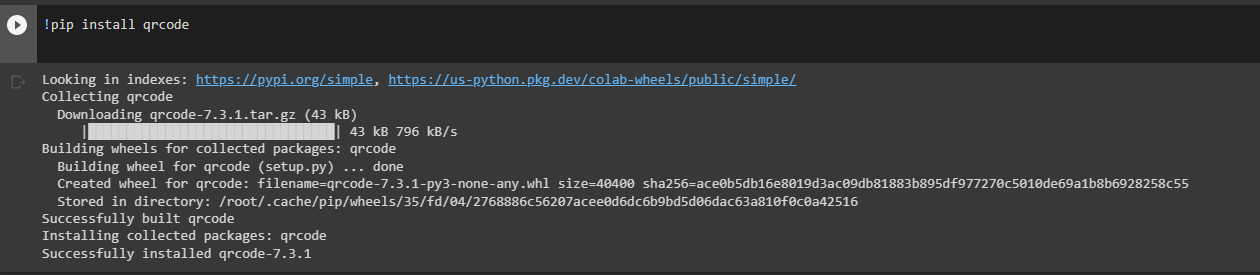 !pip install qrcode
Looking in indexes: https://pypi.org/simple, https://us-python.pkg.dev/colab-wheels/public/simple/
Collecting qrcode
Downloading qrcode-7.3.1.tar.gz (43 kB)
|████████████████████████████████| 43 kB 796 kB/s
Building wheels for collected packages: qrcode
Building wheel for qrcode (setup.py) ... done
Created wheel for qrcode: filename=qrcode-7.3.1-py3-none-any.whl size=40400 sha256=ace0b5db16e8019d3ac09db81883b895df977270c5010de69a1b8b6928258c55
Stored in directory: /root/.cache/pip/wheels/35/fd/04/2768886c56207acee0d6dc6b9bd5d06dac63a810f0c0a42516
Successfully built qrcode
Installing collected packages: qrcode
Successfully installed qrcode-7.3.1